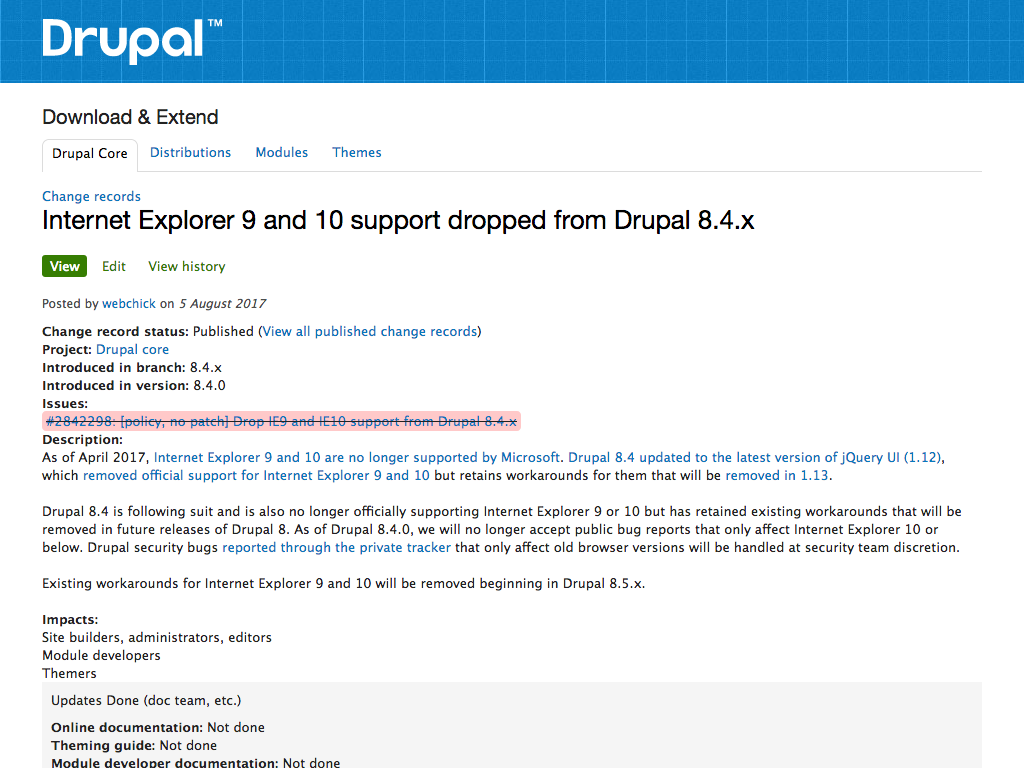 Drupal™
Download & Extend
Drupal Core Distributions Modules Themes
Change records
Internet Explorer 9 and 10 support dropped from Drupal 8.4.x
View Edit View history
Posted by webchick on 5 August 2017
Change record status: Published (View all published change records)
Project: Drupal core
Introduced in branch: 8.4.x
Introduced in version: 8.4.0
Issues:
#2842298: [policy, no patch] Drop IE9 and IE10 support from Drupal 8.4.x
Description:
As of April 2017, Internet Explorer 9 and 10 are no longer supported by Microsoft. Drupal 8.4 updated to the latest version of jQuery UI (1.12),
which removed official support for Internet Explorer 9 and 10 but retains workarounds for them that will be removed in 1.13.
Drupal 8.4 is following suit and is also no longer officially supporting Internet Explorer 9 or 10 but has retained existing workarounds that will be
removed in future releases of Drupal 8. As of Drupal 8.4.0, we will no longer accept public bug reports that only affect Internet Explorer 10 or
below. Drupal security bugs reported through the private tracker that only affect old browser versions will be handled at security team discretion.
Existing workarounds for Internet Explorer 9 and 10 will be removed beginning in Drupal 8.5.x.
Impacts:
Site builders, administrators, editors
Module developers
Themers
Updates Done (doc team, etc.)
Online documentation: Not done
Theming guide: Not done
Module developer documentation: Not done